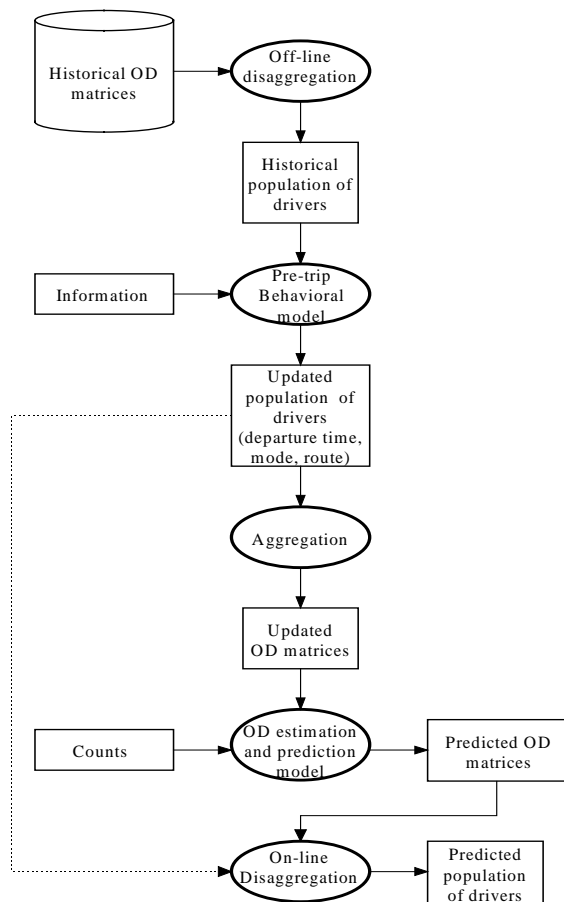 Historical OD
matrices
Off-line
disaggregation
Historical
population of
drivers
Information
Pre-trip
Behavioral
model
Updated
population of
drivers
(departure time,
mode, route)
Aggregation
Updated
OD matrices
Counts
OD estimation
and prediction
model
Predicted OD
matrices
On-line
Disaggregation
Predicted
population
of drivers